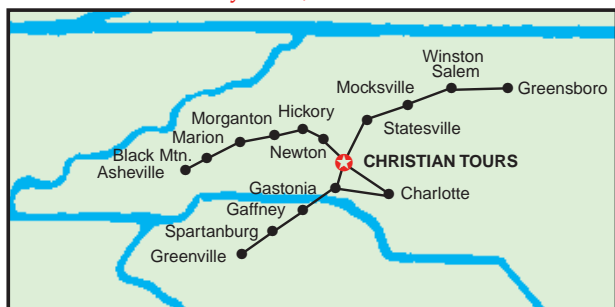 Winston
Salem
Mocksville
Greensboro
Hickory
Morganton
Statesville
Marion
Newton
Black Mtn.
CHRISTIAN TOURS
Asheville
Gastonia
Charlotte
Gaffney
Spartanburg
Greenville